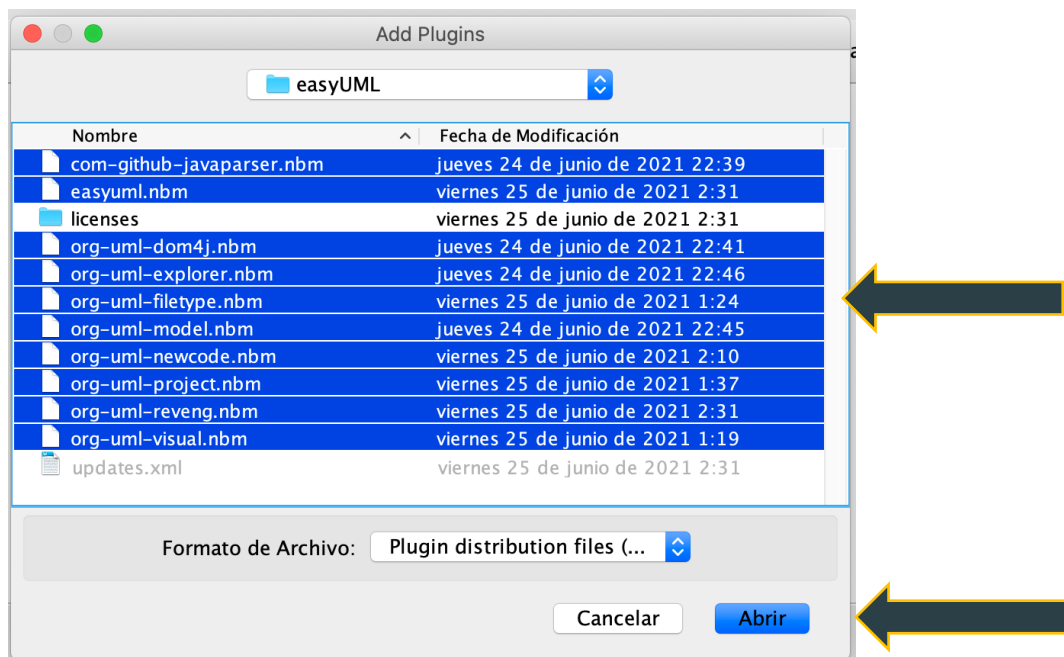 Add Plugins
easyUML
Nombre Fecha de Modificación
com-github-javaparser.nbm jueves 24 de junio de 2021 22:39
easyuml.nbm viernes 25 de junio de 2021 2:31
licenses viernes 25 de junio de 2021 2:31
org-uml-dom4j.nbm jueves 24 de junio de 2021 22:41
org-uml-explorer.nbm jueves 24 de junio de 2021 22:46
org-uml-filetype.nbm viernes 25 de junio de 2021 1:24
org-uml-model.nbm jueves 24 de junio de 2021 22:45
org-uml-newcode.nbm viernes 25 de junio de 2021 2:10
org-uml-project.nbm viernes 25 de junio de 2021 1:37
org-uml-reveng.nbm viernes 25 de junio de 2021 2:31
org-uml-visual.nbm viernes 25 de junio de 2021 1:19
updates.xml viernes 25 de junio de 2021 2:31
Formato de Archivo: Plugin distribution files (...
Cancelar Abrir